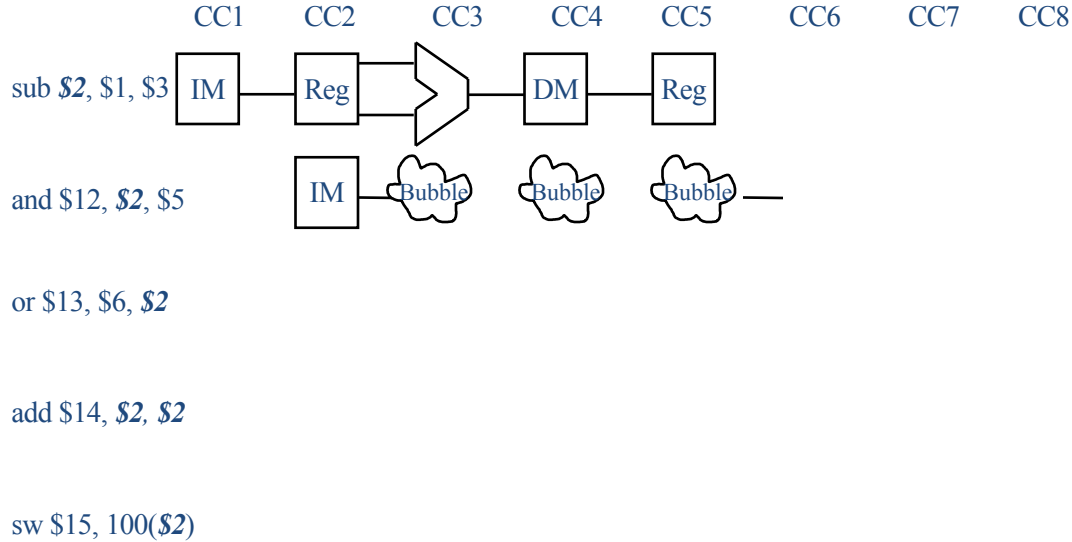 CC1 CC2 CC3 CC4 CC5 CC6 CC7 CC8
sub $2, $1, $3 IM Reg DM Reg
and $12, $2, $5 IM Bubble Bubble Bubble
or $13, $6, $2
add $14, $2, $2
sw $15, 100($2)